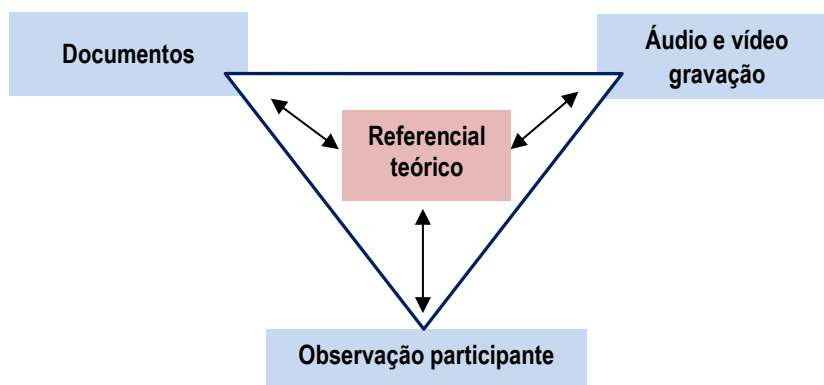 Documentos
Áudio e vídeo
gravação
Referencial
teórico
Observação participante